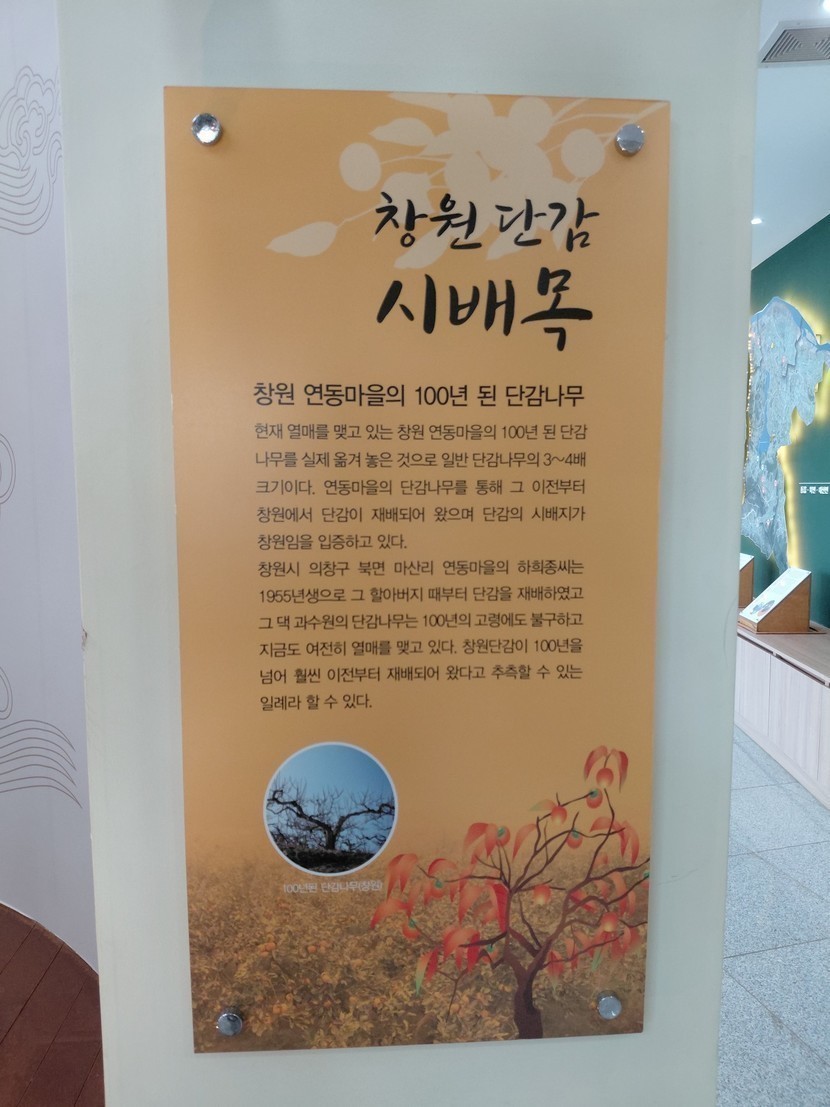 창원 단감
시배목
창원 연동마을의 100년 된 단감나무
현재 열매를 맺고 있는 창원 연동마을의 100년 된 단감
나무를 실제 옮겨 놓은 것으로 일반 단감나무의 3~4배
크기이다. 연동마을의 단감나무를 통해 그 이전부터
창원에서 단감이 재배되어 왔으며 단감의 시배지가
창원임을 입증하고 있다.
창원시 의창구 북면 마산리 연동마을의 하희종씨는
1955년생으로 그 할아버지 때부터 단감을 재배하였고
그 댁 과수원의 단감나무는 100년의 고령에도 불구하고
지금도 여전히 열매를 맺고 있다. 창원단감이 100년을
넘어 훨씬 이전부터 재배되어 왔다고 추측할 수 있는
일례라 할 수 있다.
100년된 단감나무(창원)